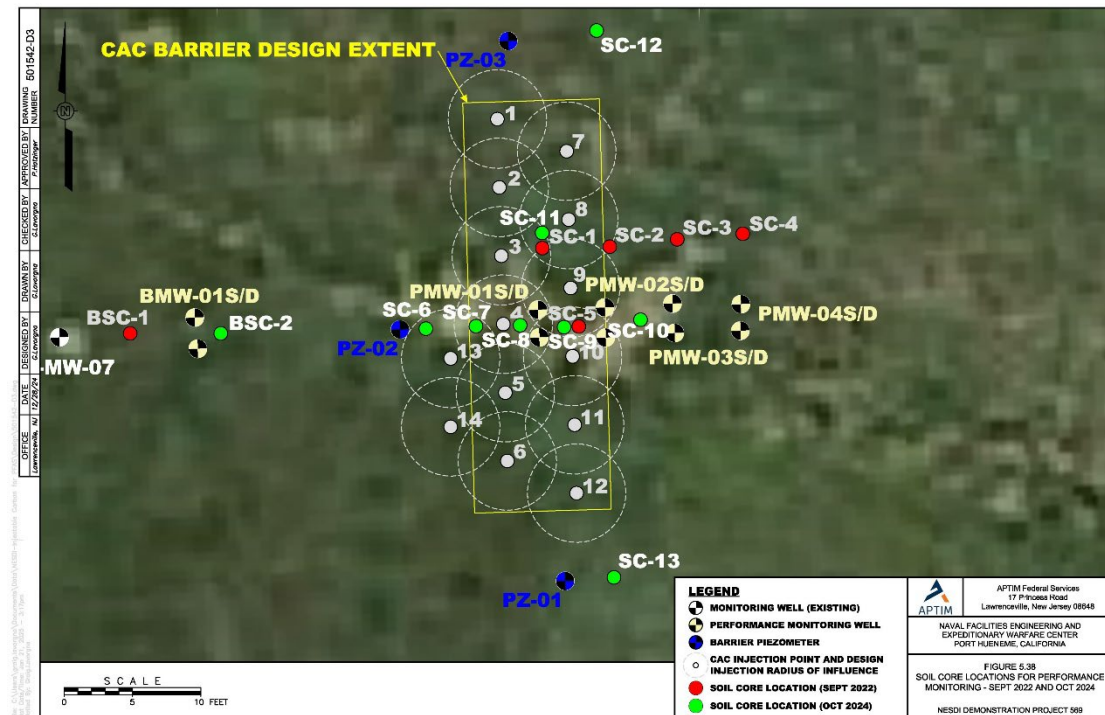 CAC BARRIER DESIGN EXTENT
PZ-03
SC-12
1
7
2
8
SC-11
SC-1
SC-2
SC-3
SC-4
3
9
BMW-01S/D
PMW-01S/D
PMW-02S/D
PMW-04S/D
BSC-1
BSC-2
SC-6
SC-7
4
SC-5
SC-10
PZ-02
SC-8
SC-9
PMW-03S/D
-MW-07
13
10
5
14
11
6
12
PZ-01
SC-13
SCALE
0 5 10 FEET
LEGEND
MONITORING WELL (EXISTING)
PERFORMANCE MONITORING WELL
BARRIER PIEZOMETER
CAC INJECTION POINT AND DESIGN
INJECTION RADIUS OF INFLUENCE
SOIL CORE LOCATION (SEPT 2022)
SOIL CORE LOCATION (OCT 2024)
APTIM
APTIM Federal Services
17 Princess Road
Lawrenceville, New Jersey 08648
NAVAL FACILITIES ENGINEERING AND
EXPEDITIONARY WARFARE CENTER
PORT HUENEME, CALIFORNIA
FIGURE 5.38
SOIL CORE LOCATIONS FOR PERFORMANCE
MONITORING - SEPT 2022 AND OCT 2024
NESDI DEMONSTRATION PROJECT 569
OFFICE
Lawrenceville, NJ
DATE
12/26/24
DESIGNED BY
G.Lavorgna
DRAWN BY
G.Lavorgna
CHECKED BY
G.Lavorgna
APPROVED BY
P.Hatzinger
DRAWING
NUMBER
501542-D3
N